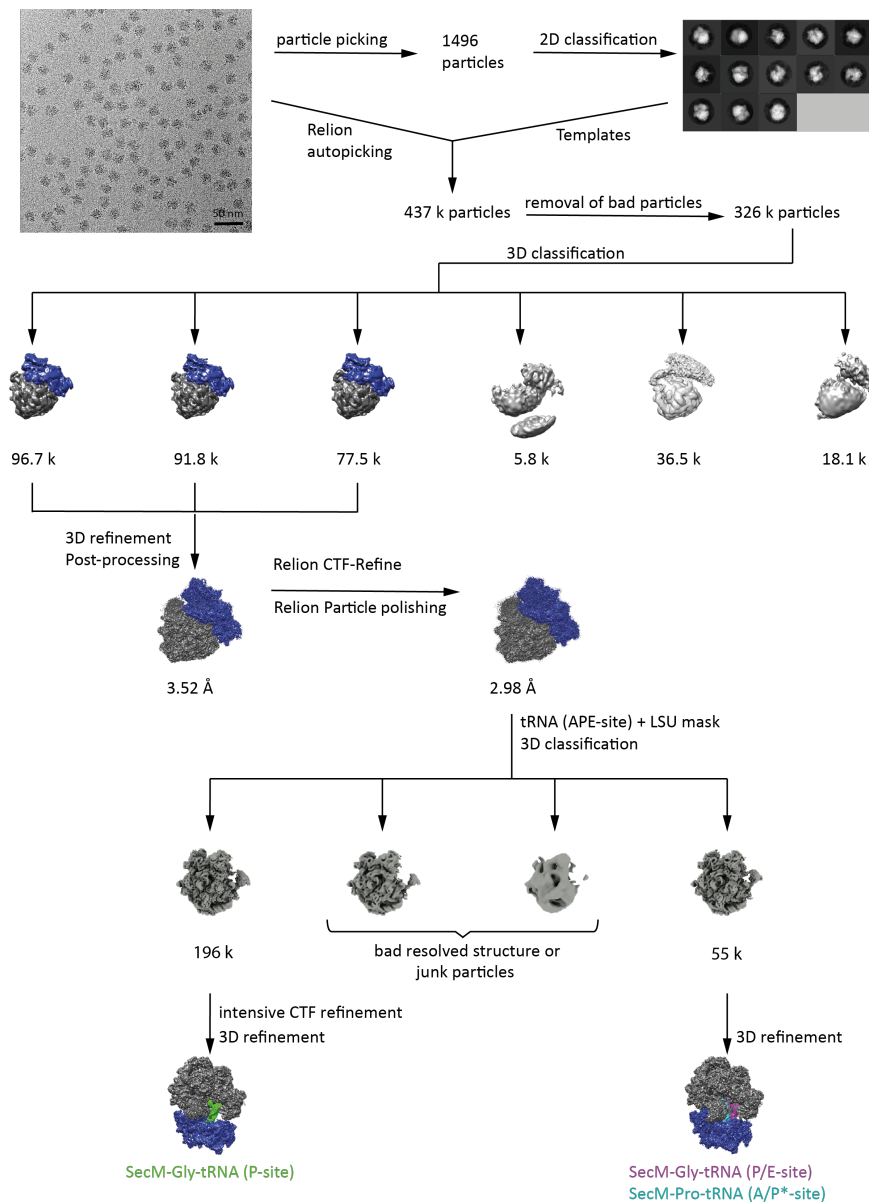 particle picking
1496
particles
2D classification
50 nm
Relion
autopicking
Templates
437 k particles
removal of bad particles
326 k particles
3D classification
96.7 k
91.8 k
77.5 k
5.8 k
36.5 k
18.1 k
3D refinement
Post-processing
Relion CTF-Refine
Relion Particle polishing
3.52 Å
2.98 Å
tRNA (APE-site) + LSU mask
3D classification
196 k
bad resolved structure or
junk particles
55 k
intensive CTF refinement
3D refinement
3D refinement
SecM-Gly-tRNA (P-site)
SecM-Gly-tRNA (P/E-site)
SecM-Pro-tRNA (A/P*-site)